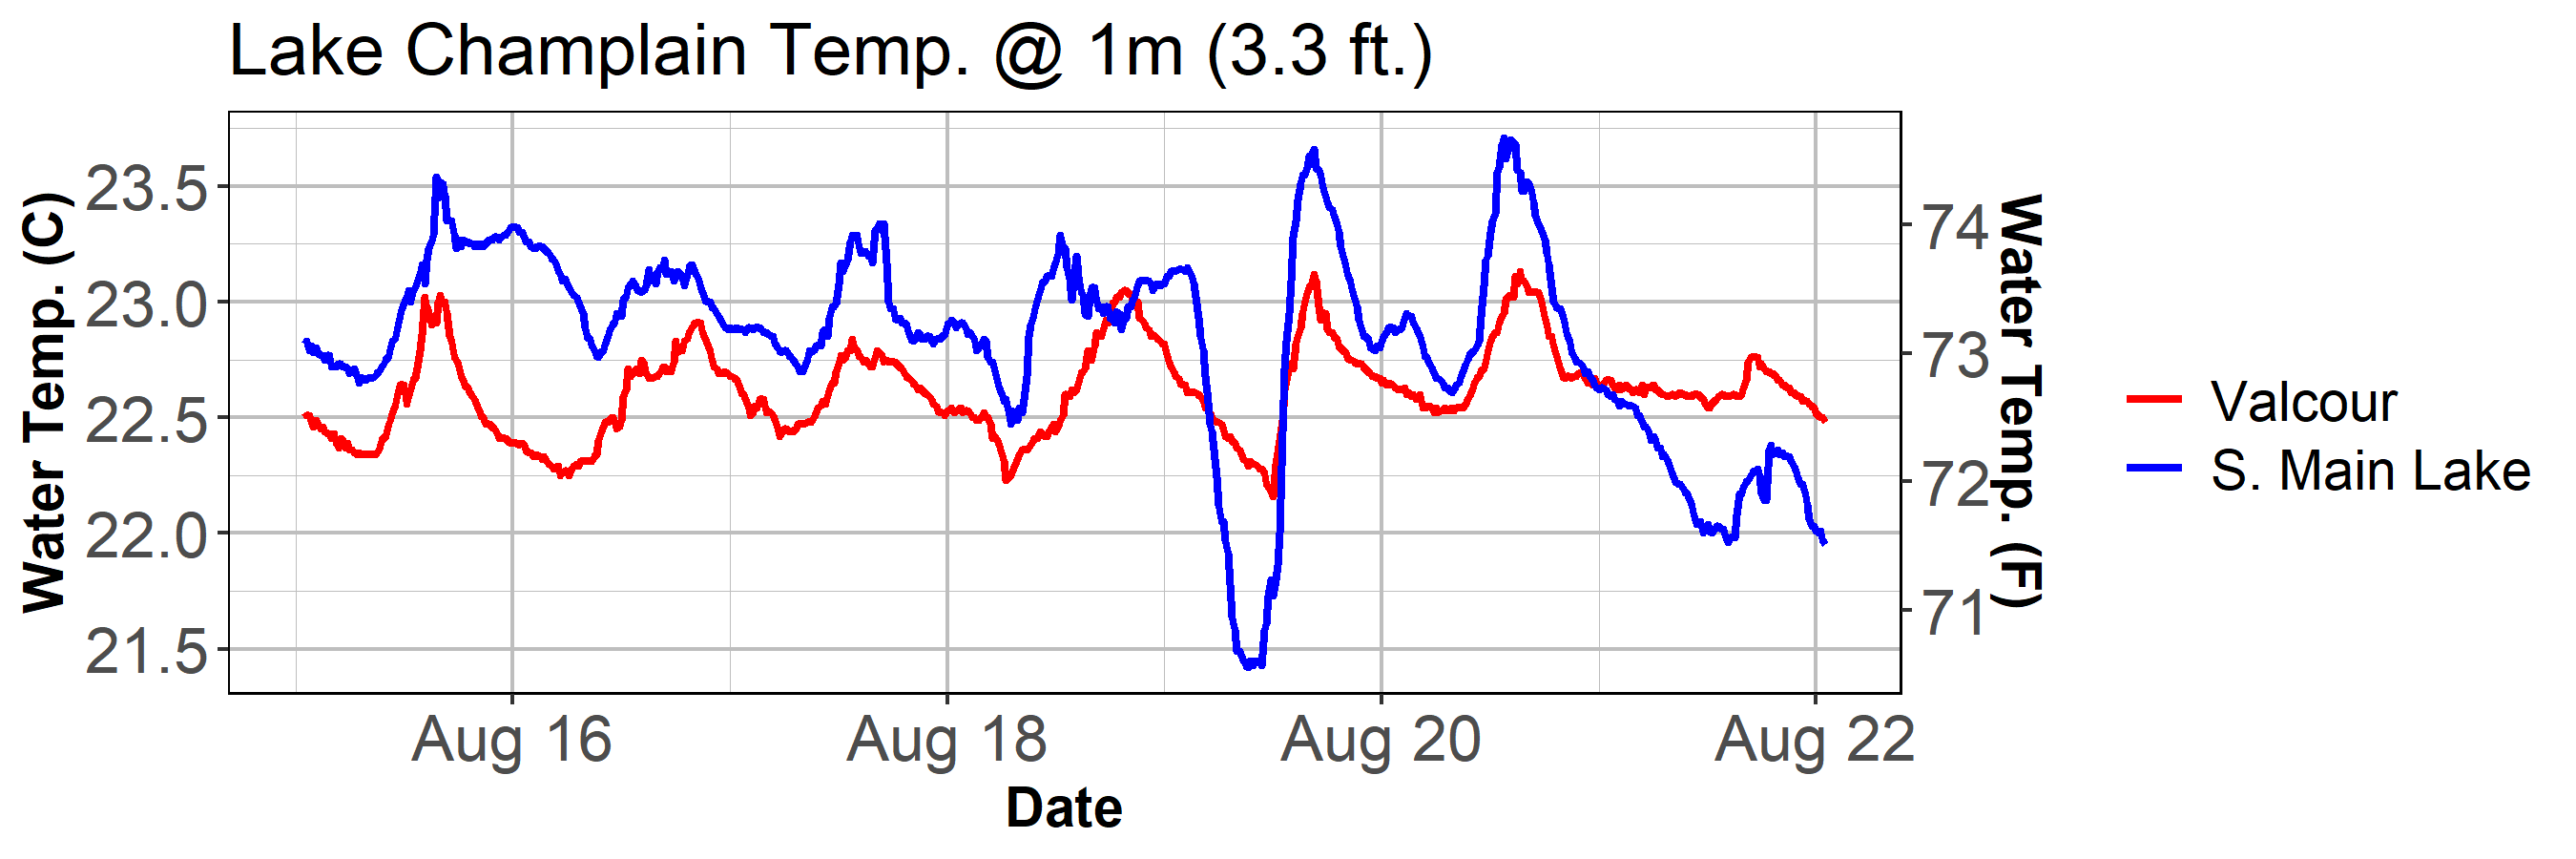 Lake Champlain Temp. @ 1m (3.3 ft.)
Water Temp. (C)
23.5
23.0
22.5
22.0
21.5
74
73
72
71
Water Temp. (F)
Aug 16
Aug 18
Aug 20
Aug 22
Date
Valcour
S. Main Lake